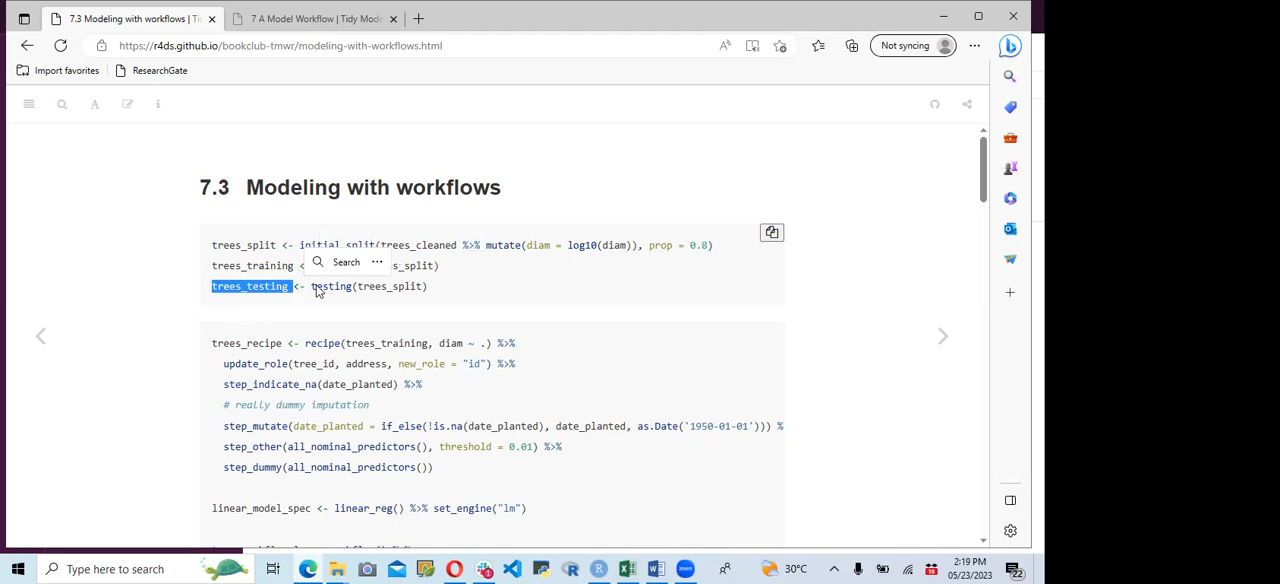 7.3 Modeling with workflows | Ti
7 A Model Workflow | Tidy Mode
https://r4ds.github.io/bookclub-tmwr/modeling-with-workflows.html
Not syncing
Import favorites
ResearchGate
7.3 Modeling with workflows
trees_split <- initial_split(trees_cleaned %>% mutate(diam = log10(diam)), prop = 0.8)
Search
trees_training < s_split)
trees_testing <- testing(trees_split)
trees_recipe <- recipe(trees_training, diam ~ .) %>%
update_role(tree_id, address, new_role = "id") %>%
step_indicate_na(date_planted) %>%
# really dummy imputation
step_mutate(date_planted = if_else(!is.na(date_planted), date_planted, as.Date('1950-01-01'))) %
step_other(all_nominal_predictors(), threshold = 0.01) %>%
step_dummy(all_nominal_predictors())
linear_model_spec <- linear_reg() %>% set_engine("lm")
Type here to search
30°C
2:19 PM
05/23/2023
22